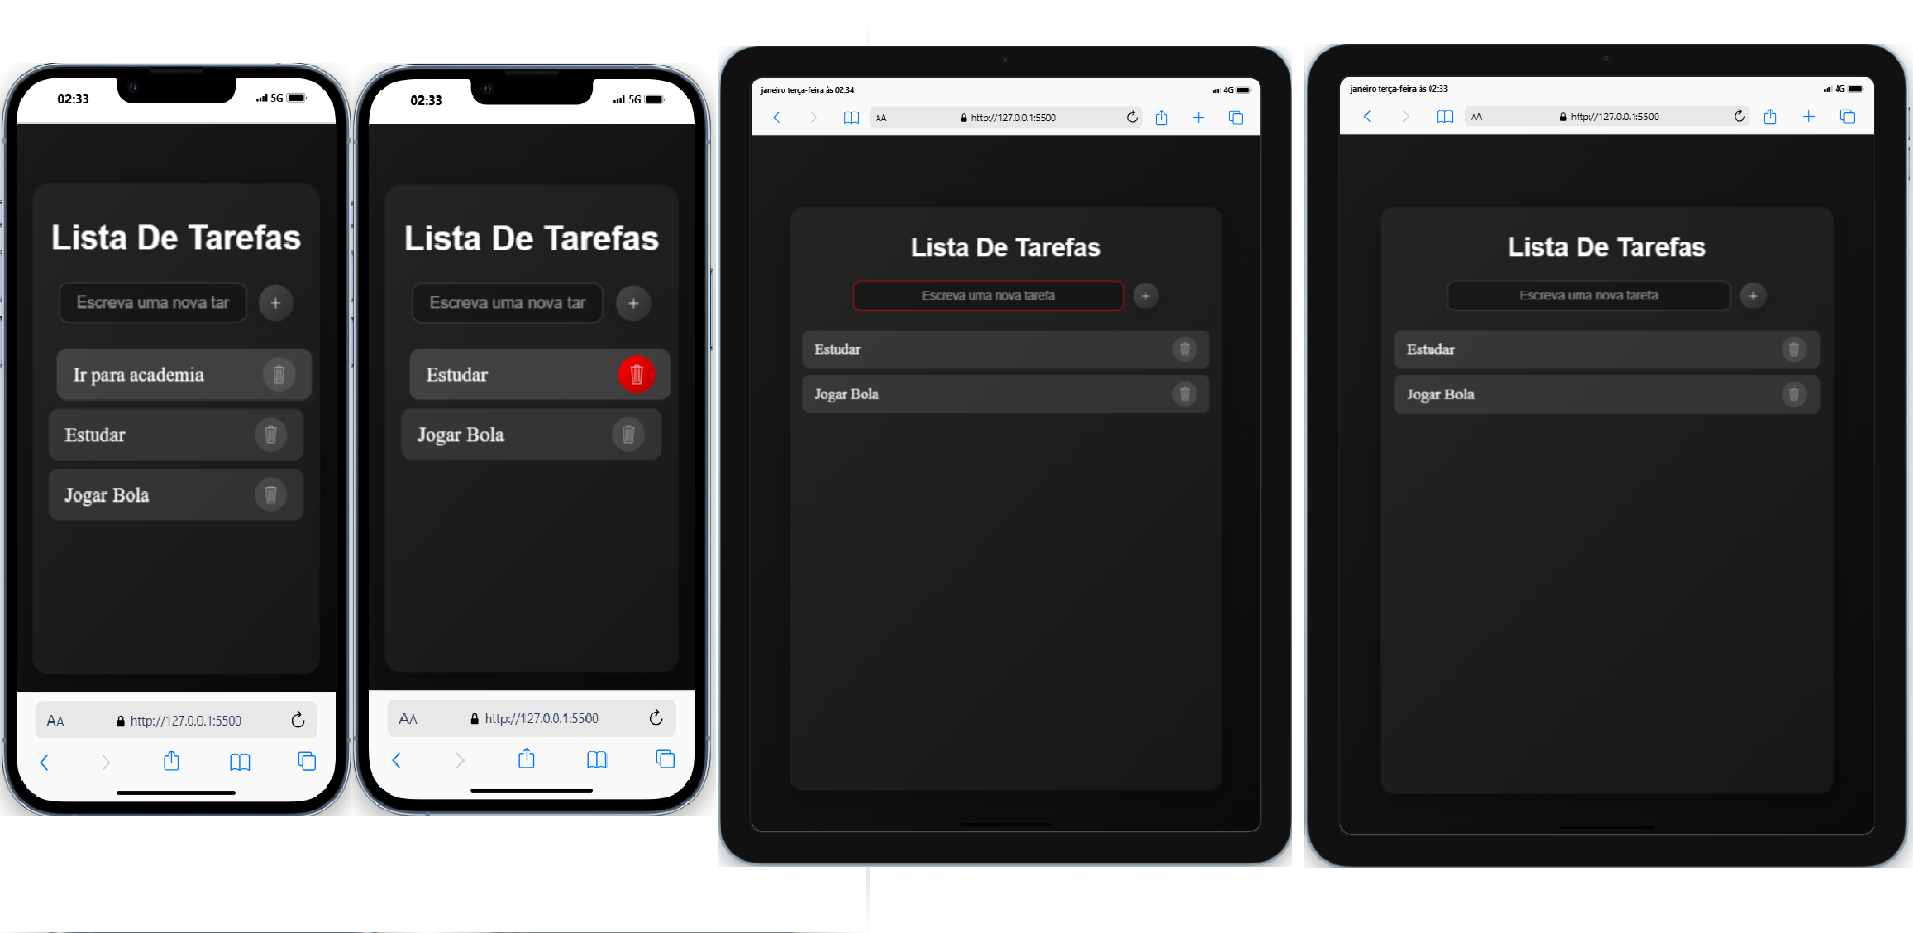 02:33
5G
Lista De Tarefas
Escreva uma nova tar
+
Ir para academia
Estudar
Jogar Bola
AA
http://127.0.0.1:5500
02:33
5G
Lista De Tarefas
Escreva uma nova tar
+
Estudar
Jogar Bola
AA
http://127.0.0.1:5500
janeiro terça-feira às 02:34
4G
AA
http://127.0.0.1:5500
Lista De Tarefas
Escreva uma nova tarefa
+
Estudar
Jogar Bola
janeiro terça-feira às 02:33
4G
AA
http://127.0.0.1:5500
Lista De Tarefas
Escreva uma nova tarefa
+
Estudar
Jogar Bola